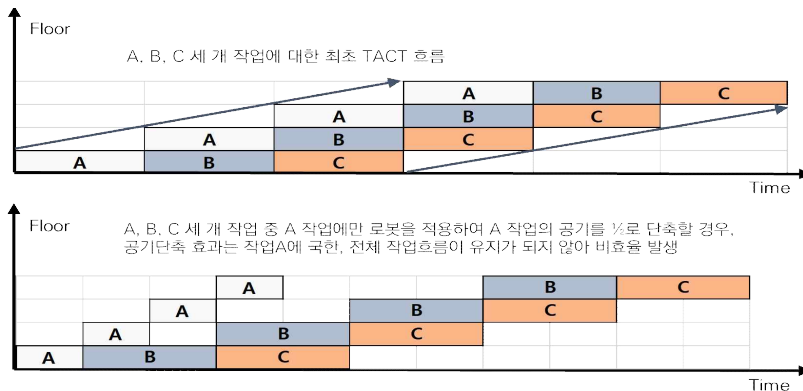 Floor
A, B, C 세 개 작업에 대한 최초 TACT 흐름
A B C
A B C
A B C
A B C
Time
Floor
A, B, C 세 개 작업 중 A 작업에만 로봇을 적용하여 A 작업의 공기를 ½로 단축할 경우,
공기단축 효과는 작업A에 국한, 전체 작업흐름이 유지가 되지 않아 비효율 발생
A B C
A B C
A B C
A B C
Time